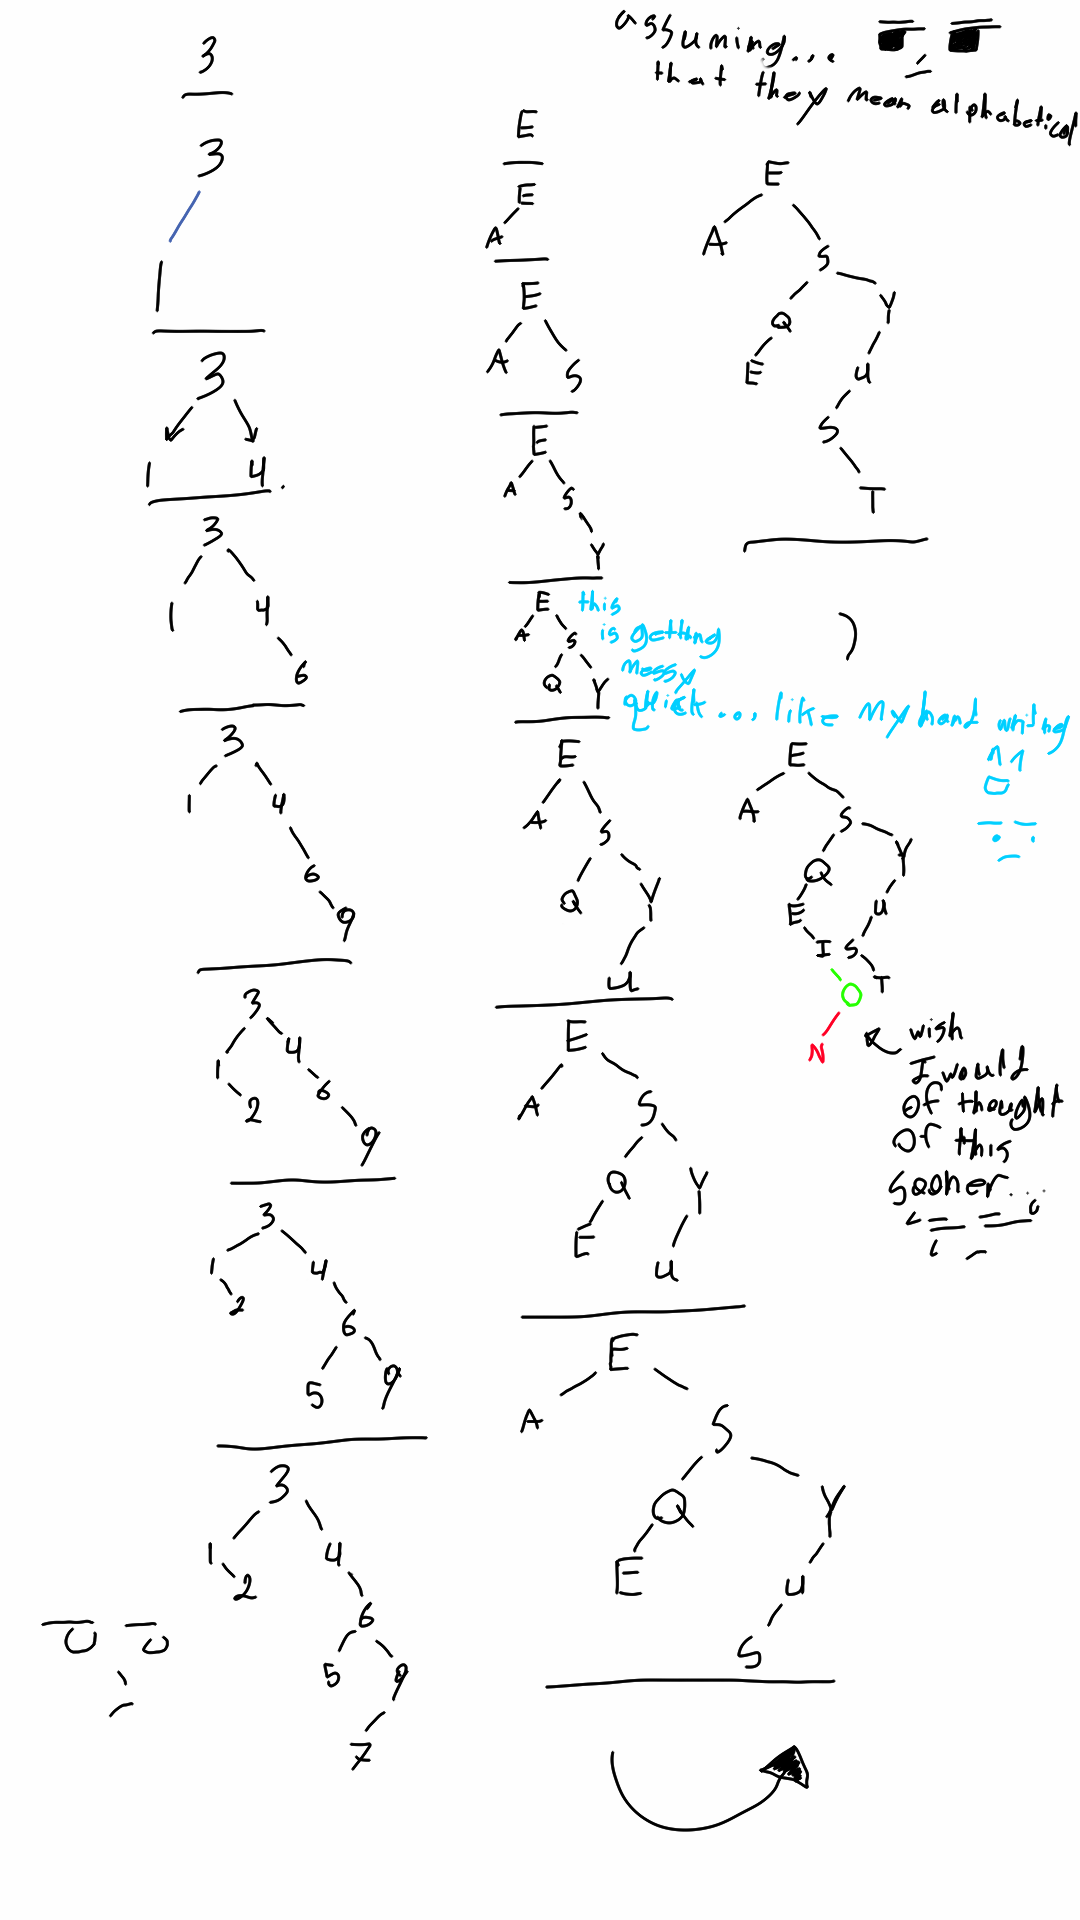 3
3
1
3
1 4.
3
1 4
6
3
1 4
6
9
3
1 4
2 6
9
3
1 4
2 6
5 9
3
1 4
2 6
5 9
7
E
E
A
E
A S
E
A S
Y
E
A S
Q Y
this
is getting
messy
quick... like my hand writing
E
A S
Q Y
u
E
A S
Q Y
E u
E
A S
Q Y
E u
S
assuming...
that they mean alphabetical
E
A S
Q Y
E u
S
T
E
A S
Q Y
E u
I S
O T
N
wish
I would
of thought
of this
sooner...